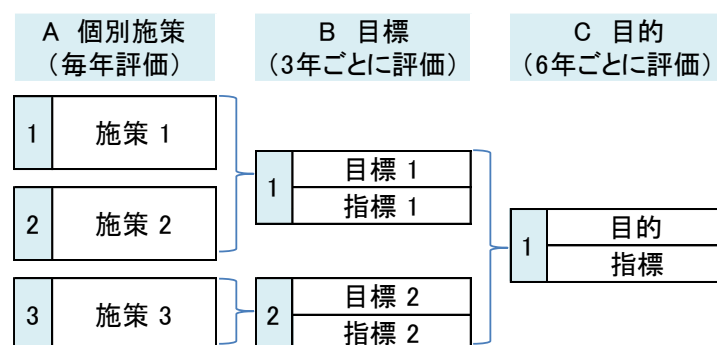 A 個別施策
（毎年評価）
B 目標
（3年ごとに評価）
C 目的
（6年ごとに評価）
1 施策 1
2 施策 2
3 施策 3
1 目標 1
指標 1
2 目標 2
指標 2
1 目的
指標